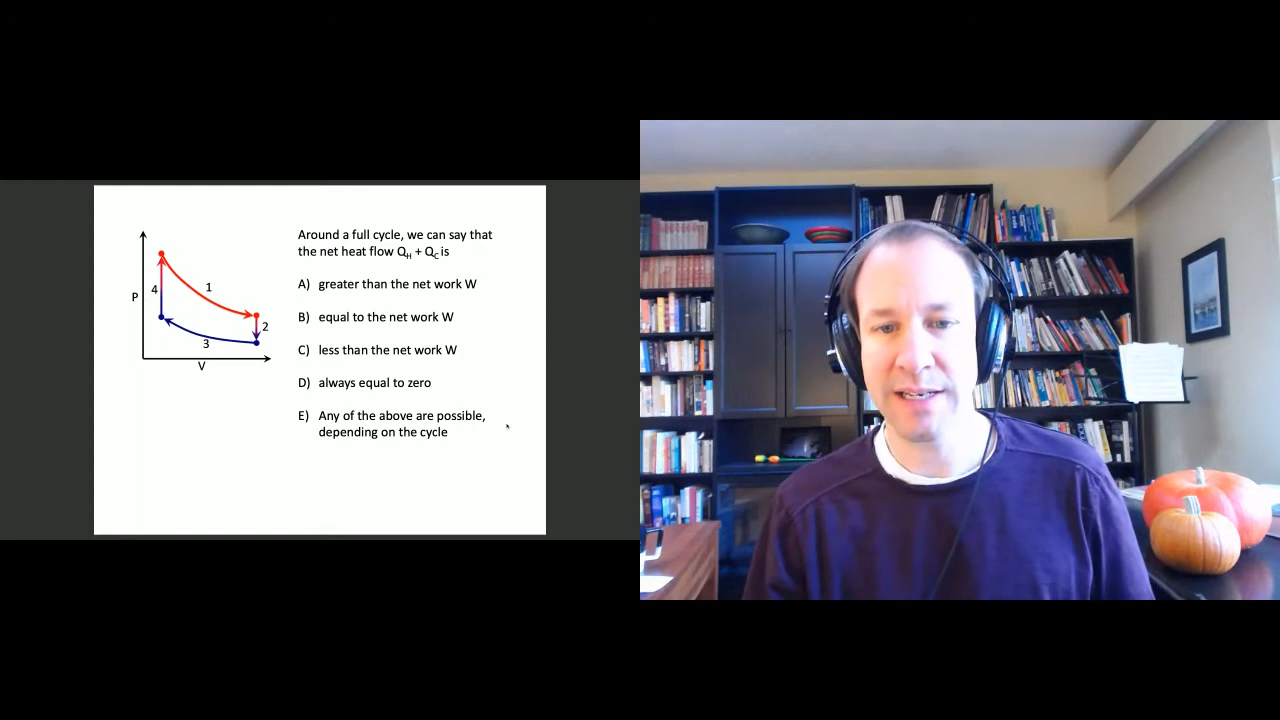 Around a full cycle, we can say that
the net heat flow QH + QC is
A) greater than the net work W
B) equal to the net work W
C) less than the net work W
D) always equal to zero
E) Any of the above are possible,
depending on the cycle
P
4
1
2
3
V